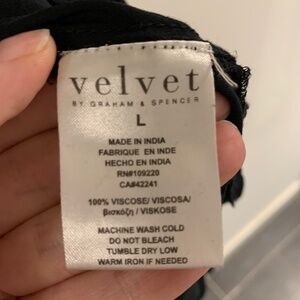 velvet
BY GRAHAM & SPENCER
L
MADE IN INDIA
FABRIQUE EN INDE
HECHO EN INDIA
RN#109220
CA#42241
100% VISCOSE/ VISCOSA/
βισκόζη / VISKOSE
MACHINE WASH COLD
DO NOT BLEACH
TUMBLE DRY LOW
WARM IRON IF NEEDED